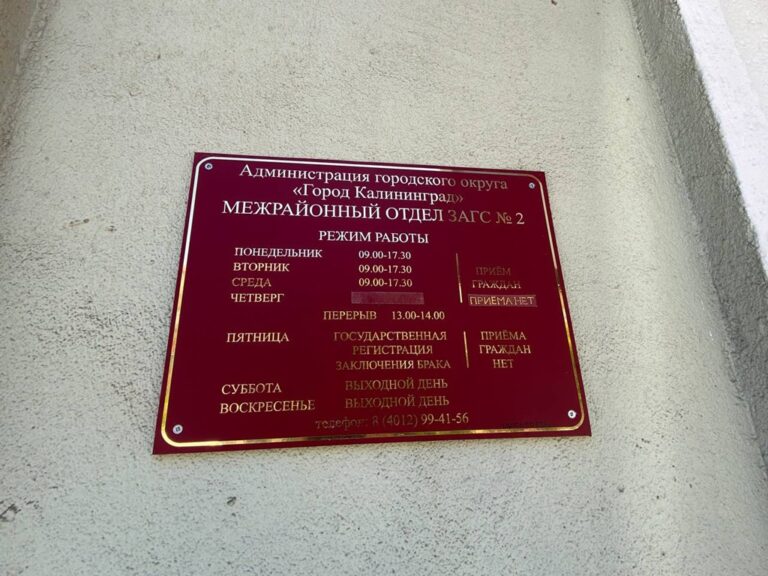 Администрация городского округа
«Город Калининград»
МЕЖРАЙОННЫЙ ОТДЕЛ ЗАГС № 2
РЕЖИМ РАБОТЫ
ПОНЕДЕЛЬНИК 09.00-17.30
ВТОРНИК 09.00-17.30 ПРИЁМ
СРЕДА 09.00-17.30 ГРАЖДАН
ЧЕТВЕРГ ПРИЕМА НЕТ
ПЕРЕРЫВ 13.00-14.00
ПЯТНИЦА ГОСУДАРСТВЕННАЯ ПРИЁМА
РЕГИСТРАЦИЯ ГРАЖДАН
ЗАКЛЮЧЕНИЯ БРАКА НЕТ
СУББОТА ВЫХОДНОЙ ДЕНЬ
ВОСКРЕСЕНЬЕ ВЫХОДНОЙ ДЕНЬ
телефон: 8 (4012) 99-41-56